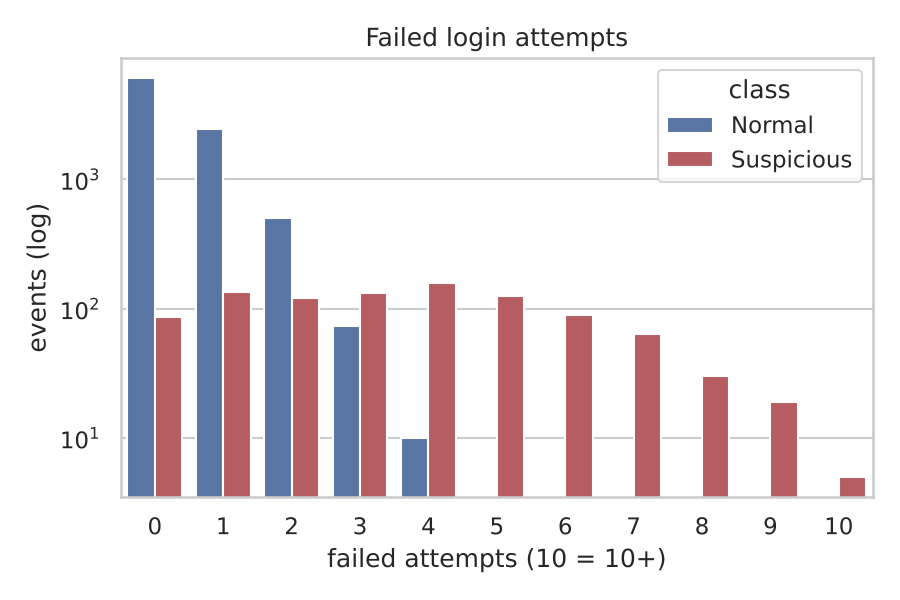 Failed login attempts
class
Normal
Suspicious
events (log)
10³
10²
10¹
0 1 2 3 4 5 6 7 8 9 10
failed attempts (10 = 10+)